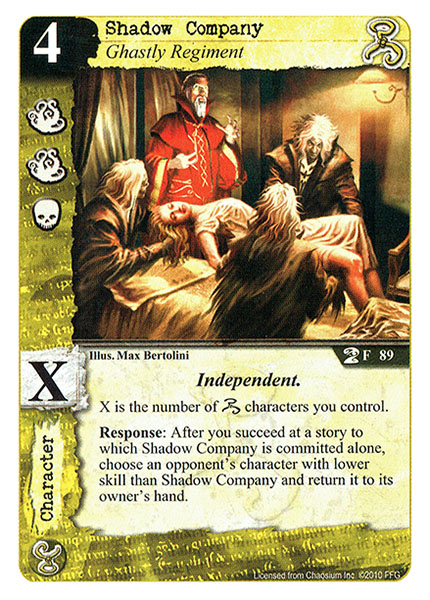 4
Shadow Company
Ghastly Regiment
Illus. Max Bertolini
F 89
X
Independent.
X is the number of characters you control.
Response: After you succeed at a story to
which Shadow Company is committed alone,
choose an opponent's character with lower
skill than Shadow Company and return it to its
owner's hand.
Character
Licensed from Chaosium Inc. ©2010 FFG